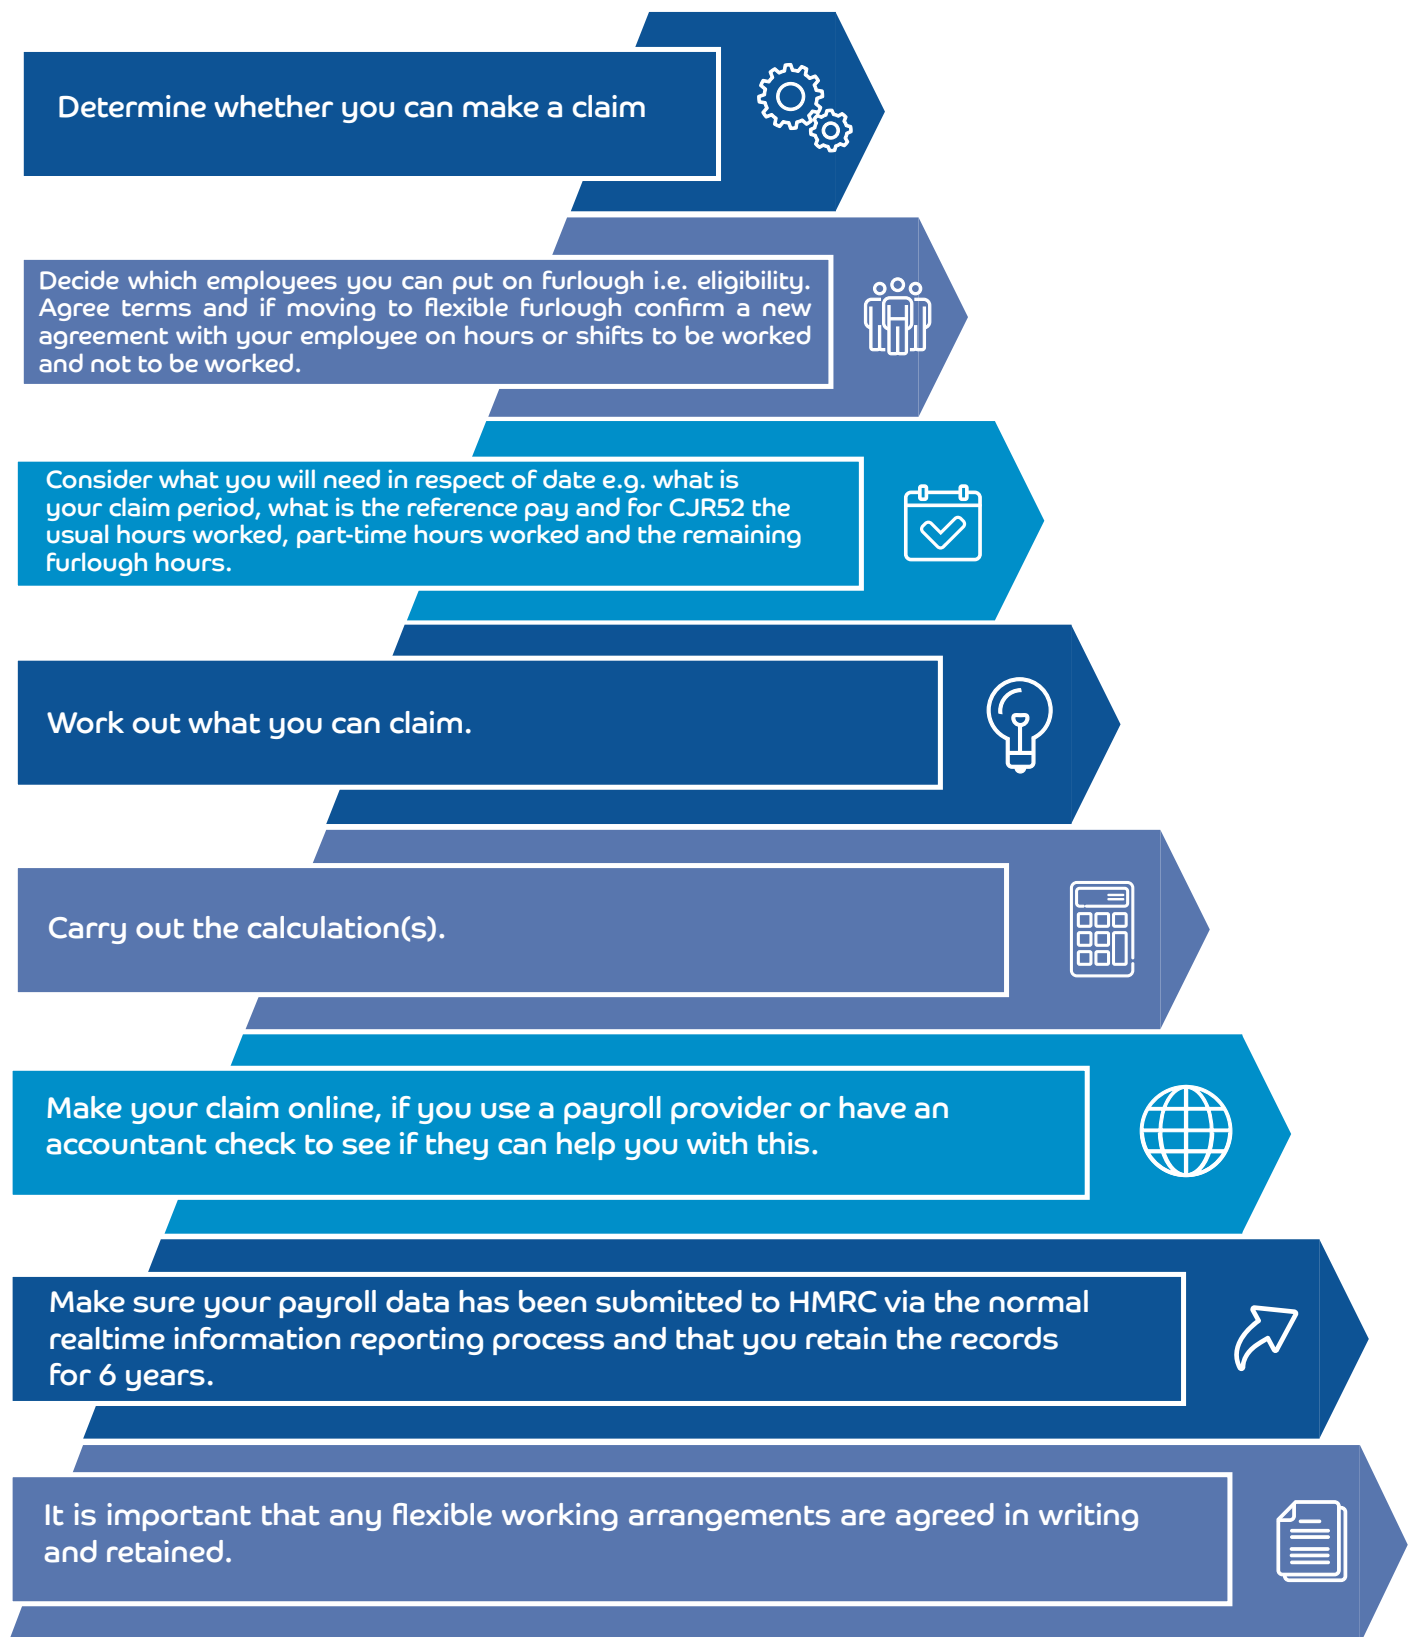 Determine whether you can make a claim
Decide which employees you can put on furlough i.e. eligibility.
Agree terms and if moving to flexible furlough confirm a new
agreement with your employee on hours or shifts to be worked
and not to be worked.
Consider what you will need in respect of date e.g. what is
your claim period, what is the reference pay and for CJR52 the
usual hours worked, part-time hours worked and the remaining
furlough hours.
Work out what you can claim.
Carry out the calculation(s).
Make your claim online, if you use a payroll provider or have an
accountant check to see if they can help you with this.
Make sure your payroll data has been submitted to HMRC via the normal
realtime information reporting process and that you retain the records
for 6 years.
It is important that any flexible working arrangements are agreed in writing
and retained.